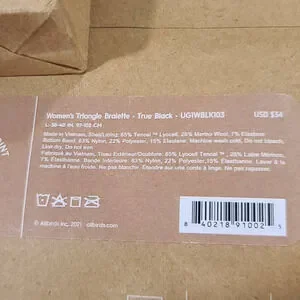 Women's Triangle Bralette • True Black • UG1WBLK103 USD $34
L: 38-40 IN, 97-102 CM
Made in Vietnam, Shell/Lining: 65% Tencel™ Lyocell, 28% Merino Wool, 7% Elastane.
Bottom Band: 63% Nylon, 22% Polyester, 15% Elastane. Machine wash cold. Do not bleach.
Line dry. Do not iron.
Fabriqué au Vietnam, Tissu Extérieur/Doublure: 65% Lyocell Tencel™, 28% Laine Mérinos,
7% Élasthanne. Bande Inférieure: 63% Nylon, 22% Polyester, 15% Élasthanne. Laver à la
machine à l'eau froide. Ne pas blanchir. Étendre sur une corde à linge. Ne pas repasser.
© Allbirds Inc. 2021 allbirds.com
8 40218 91002 5
INT